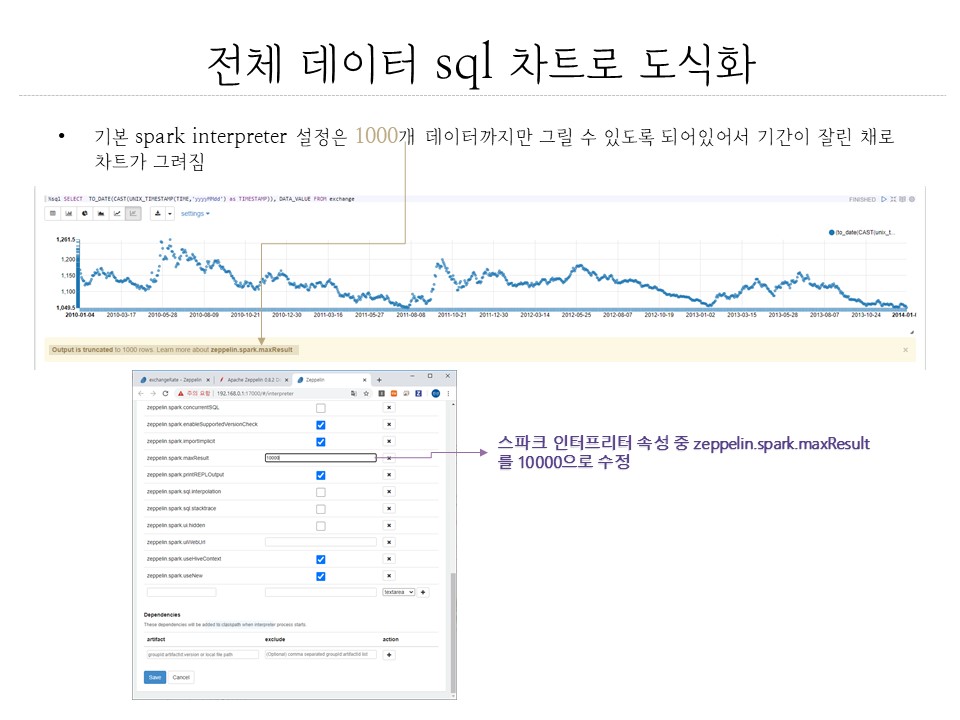 전체 데이터 sql 차트로 도식화
• 기본 spark interpreter 설정은 1000개 데이터까지만 그릴 수 있도록 되어있어서 기간이 잘린 채로
차트가 그려짐
%sql SELECT TO_DATE(CAST(UNIX_TIMESTAMP(TIME,'yyyyMMdd') as TIMESTAMP)), DATA_VALUE FROM exchange
FINISHED
settings
(to_date(CAST(unix_t...
1,261.5
1,200
1,150
1,100
1,049.5
2010-01-04 2010-03-17 2010-05-28 2010-08-09 2010-10-21 2010-12-30 2011-03-16 2011-05-27 2011-08-08 2011-10-21 2011-12-29 2012-03-14 2012-05-25 2012-08-07 2012-10-19 2013-01-02 2013-03-15 2013-05-28 2013-08-07 2013-10-24 2014-01-
Output is truncated to 1000 rows. Learn more about zeppelin.spark.maxResult
exchangeRate - Zeppelin
Apache Zeppelin 0.8.2 D
Zeppelin
주의 요함 | 192.168.0.1:17000/#/interpreter
zeppelin.spark.concurrentSQL
zeppelin.spark.enableSupportedVersionCheck
zeppelin.spark.importImplicit
zeppelin.spark.maxResult 10000
zeppelin.spark.printREPLOutput
zeppelin.spark.sql.interpolation
zeppelin.spark.sql.stacktrace
zeppelin.spark.ui.hidden
zeppelin.spark.uiWebUrl
zeppelin.spark.useHiveContext
zeppelin.spark.useNew
textarea
스파크 인터프리터 속성 중 zeppelin.spark.maxResult
를 10000으로 수정
Dependencies
These dependencies will be added to classpath when interpreter process starts.
artifact exclude action
groupId:artifactId:version or local file path (Optional) comma separated groupId:artifactId list
Save Cancel